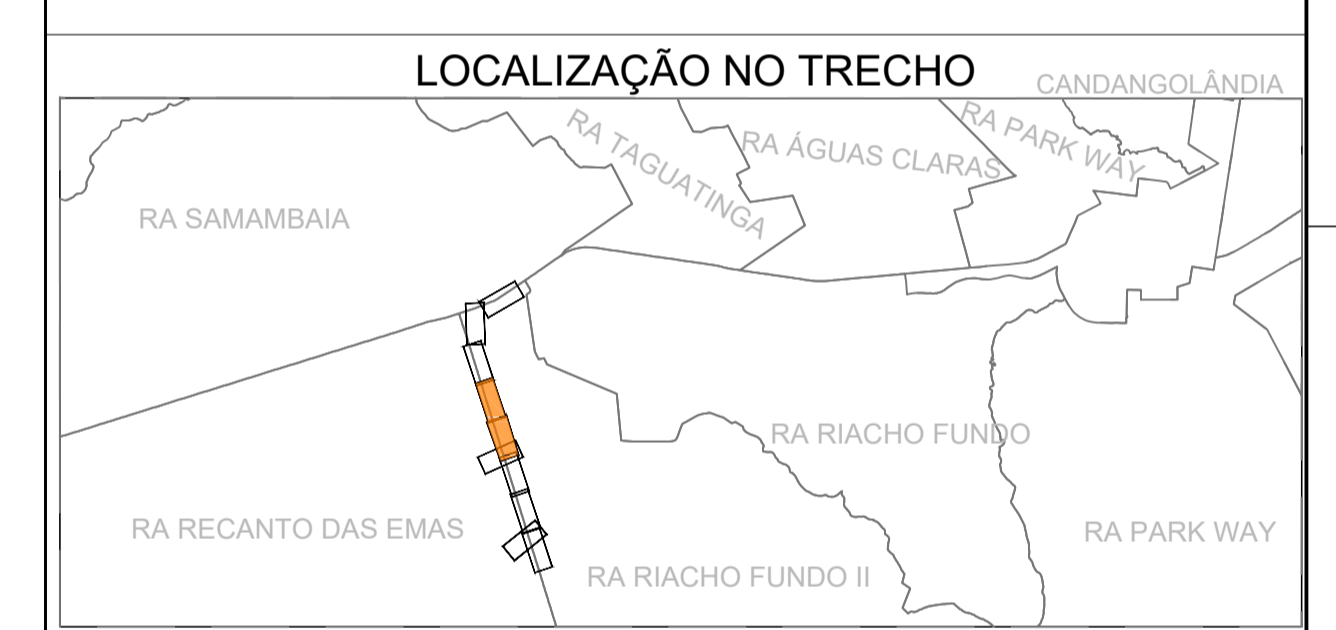 LOCALIZAÇÃO NO TRECHO
CANDANGOLÂNDIA
RA TAGUATINGA
RA ÁGUAS CLARAS
RA PARK WAY
RA SAMAMBAIA
RA RIACHO FUNDO
RA RECANTO DAS EMAS
RA PARK WAY
RA RIACHO FUNDO II